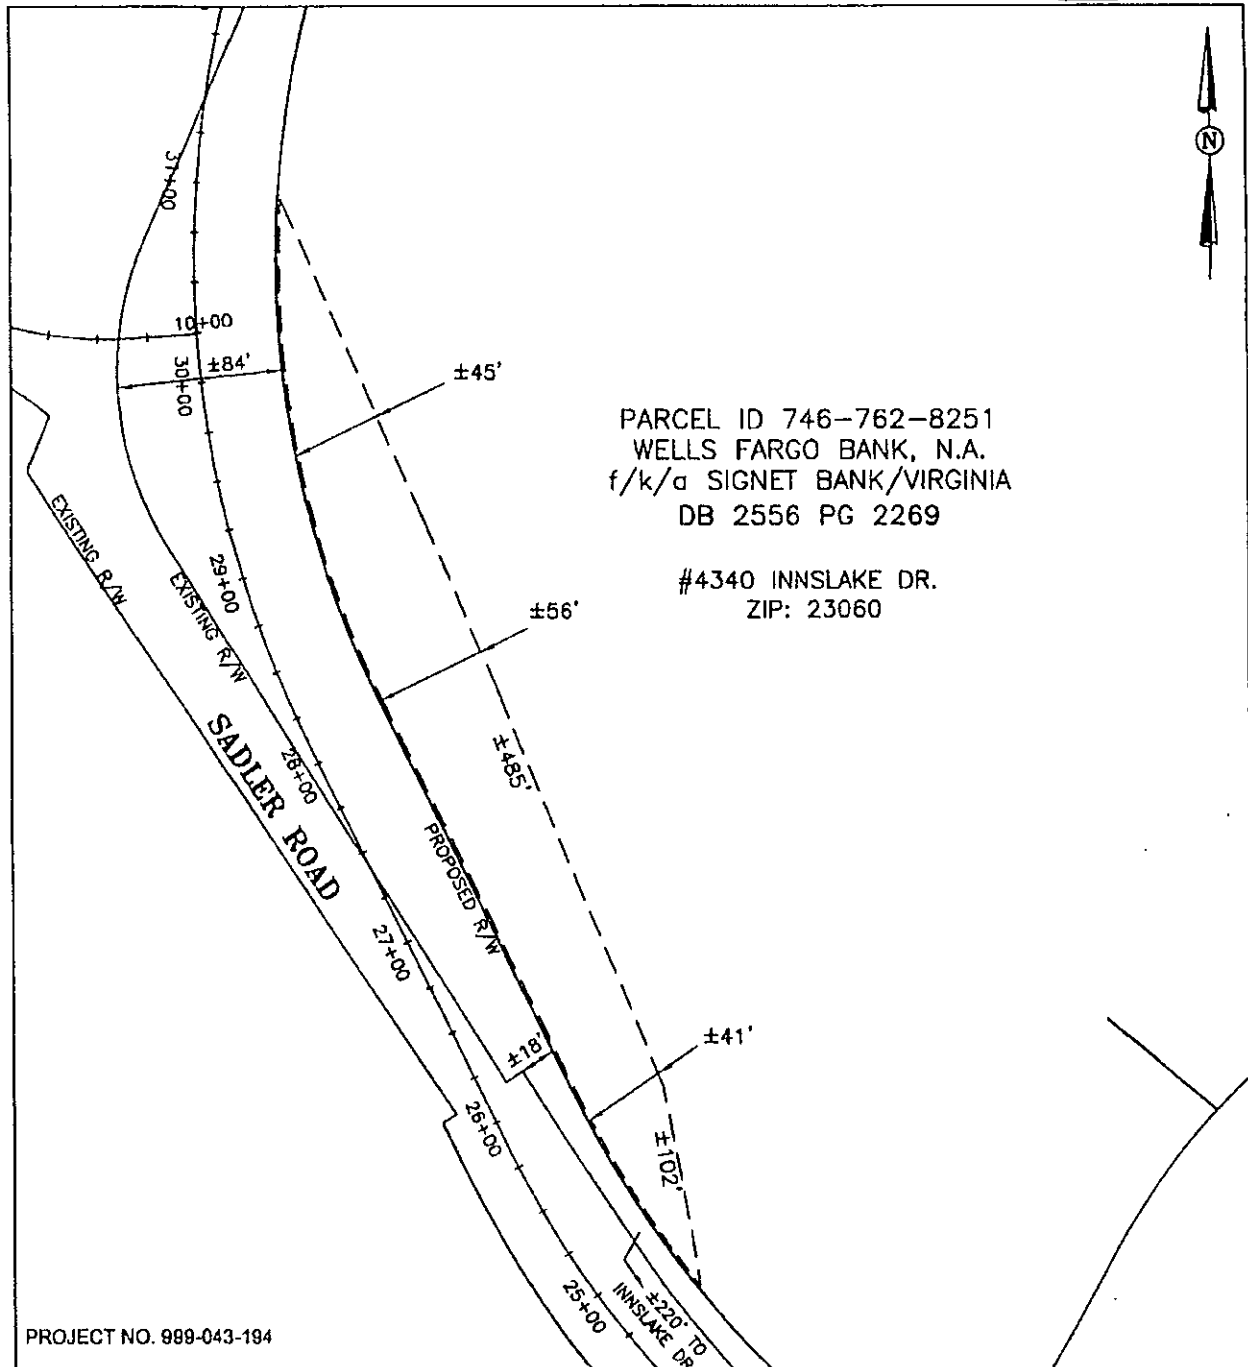 N
31+00
10+00
30+00
±84'
±45'
PARCEL ID 746-762-8251
WELLS FARGO BANK, N.A.
f/k/a SIGNET BANK/VIRGINIA
DB 2556 PG 2269
#4340 INNSLAKE DR.
ZIP: 23060
EXISTING R/W
EXISTING R/W
29+00
±56'
SADLER ROAD
28+00
±485'
PROPOSED R/W
27+00
±18'
±41'
26+00
±102'
25+00
±220' TO
INNSLAKE DR
PROJECT NO. 999-043-194